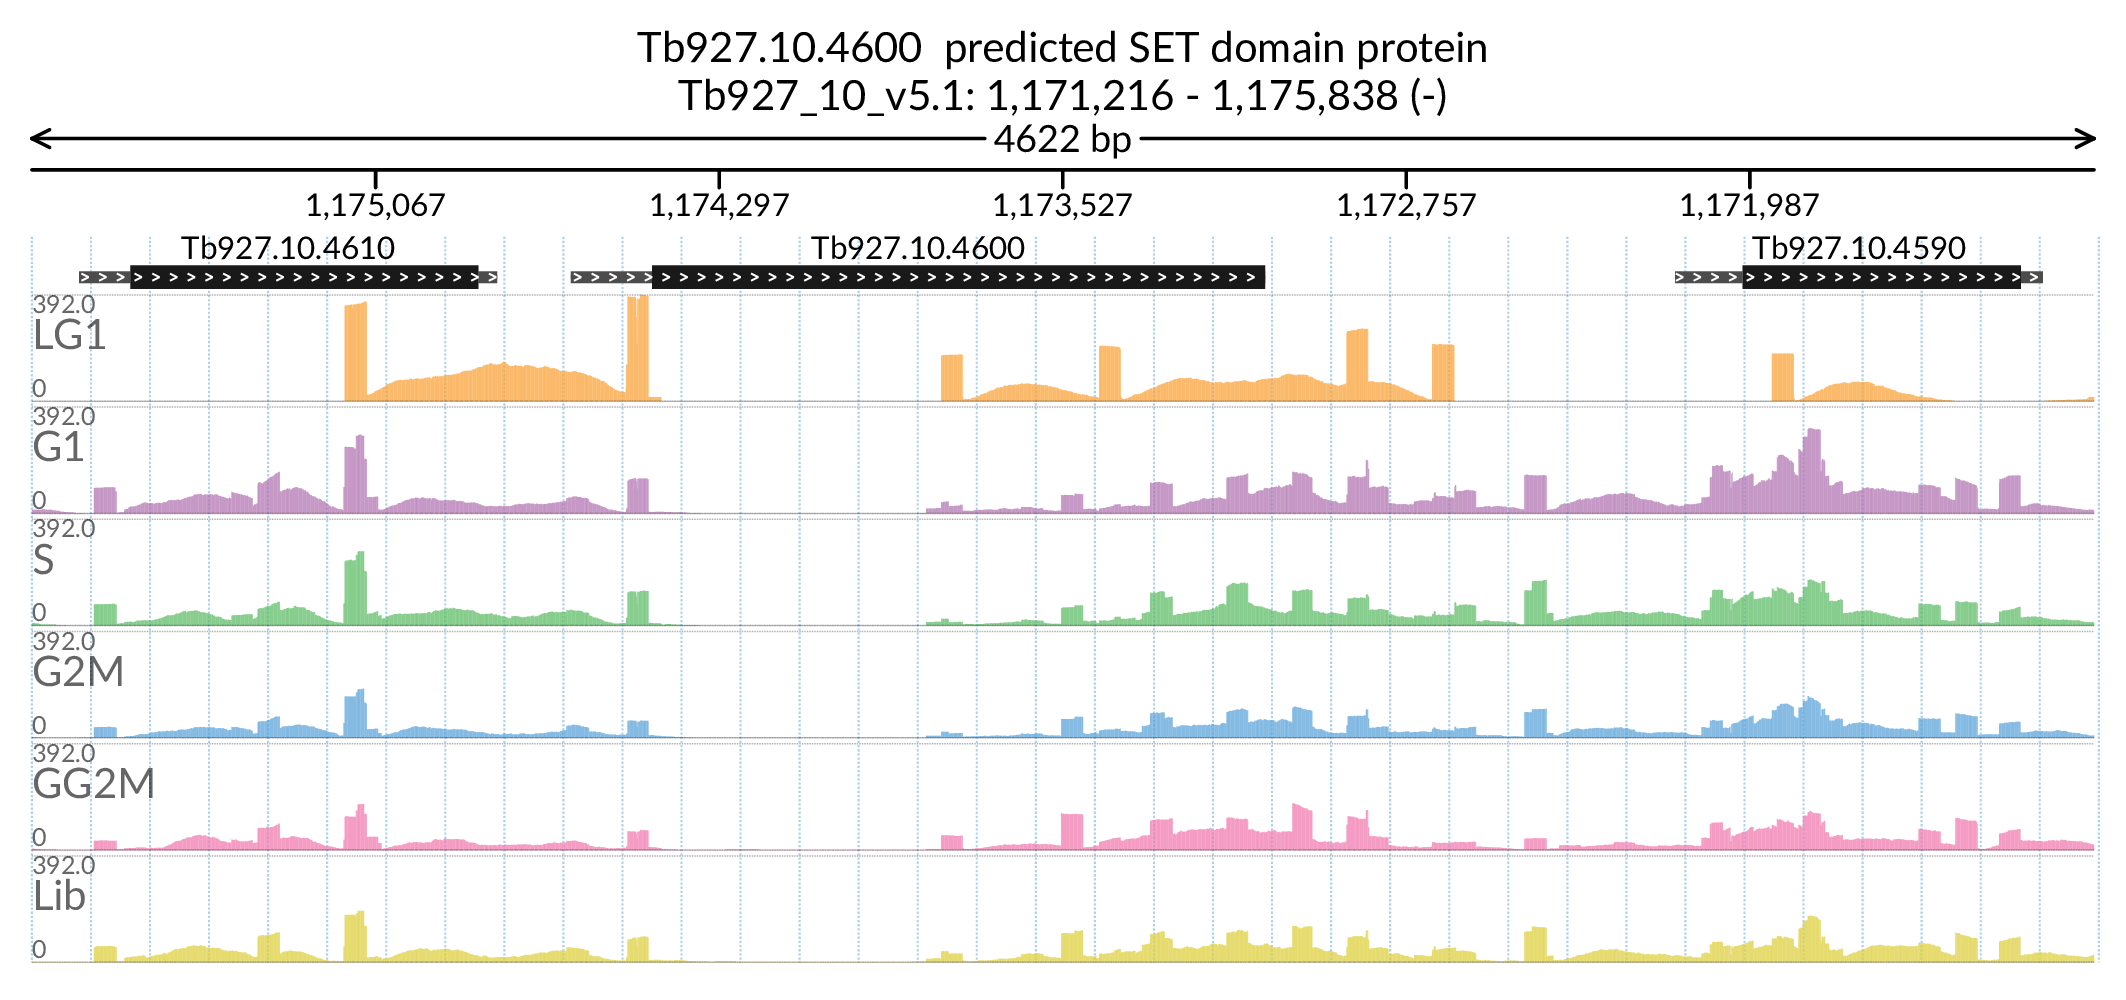 Tb927.10.4600  predicted SET domain protein
Tb927_10_v5.1: 1,171,216 - 1,175,838 (-)
4622 bp
1,175,067 1,174,297 1,173,527 1,172,757 1,171,987
Tb927.10.4610 Tb927.10.4600 Tb927.10.4590
392.0
LG1
0
392.0
G1
0
392.0
S
0
392.0
G2M
0
392.0
GG2M
0
392.0
Lib
0